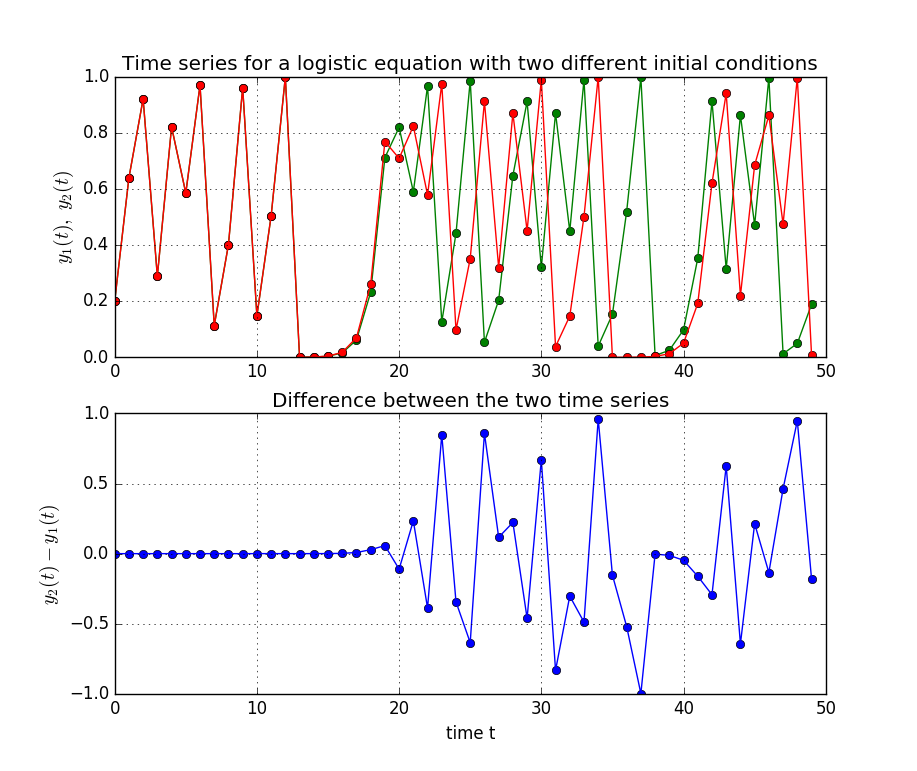 Time series for a logistic equation with two different initial conditions
1.0
0.8
0.6
0.4
0.2
0.0
y₁(t), y₂(t)
0 10 20 30 40 50
Difference between the two time series
1.0
0.5
0.0
−0.5
−1.0
y₂(t) − y₁(t)
0 10 20 30 40 50
time t